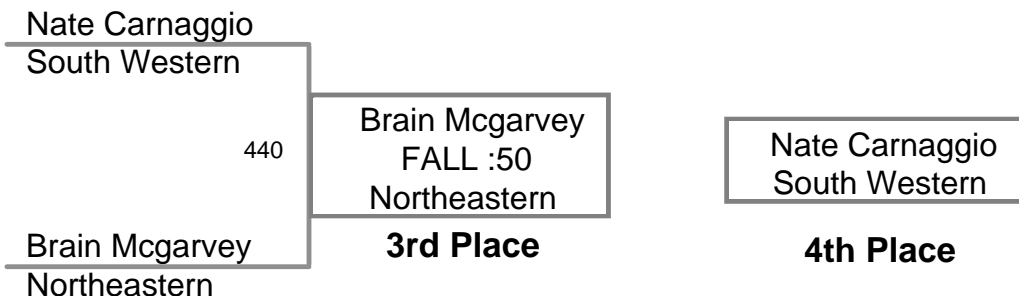 Nate Carnaggio
South Western
440
Brain Mcgarvey
Northeastern
Brain Mcgarvey
FALL :50
Northeastern
3rd Place
Nate Carnaggio
South Western
4th Place